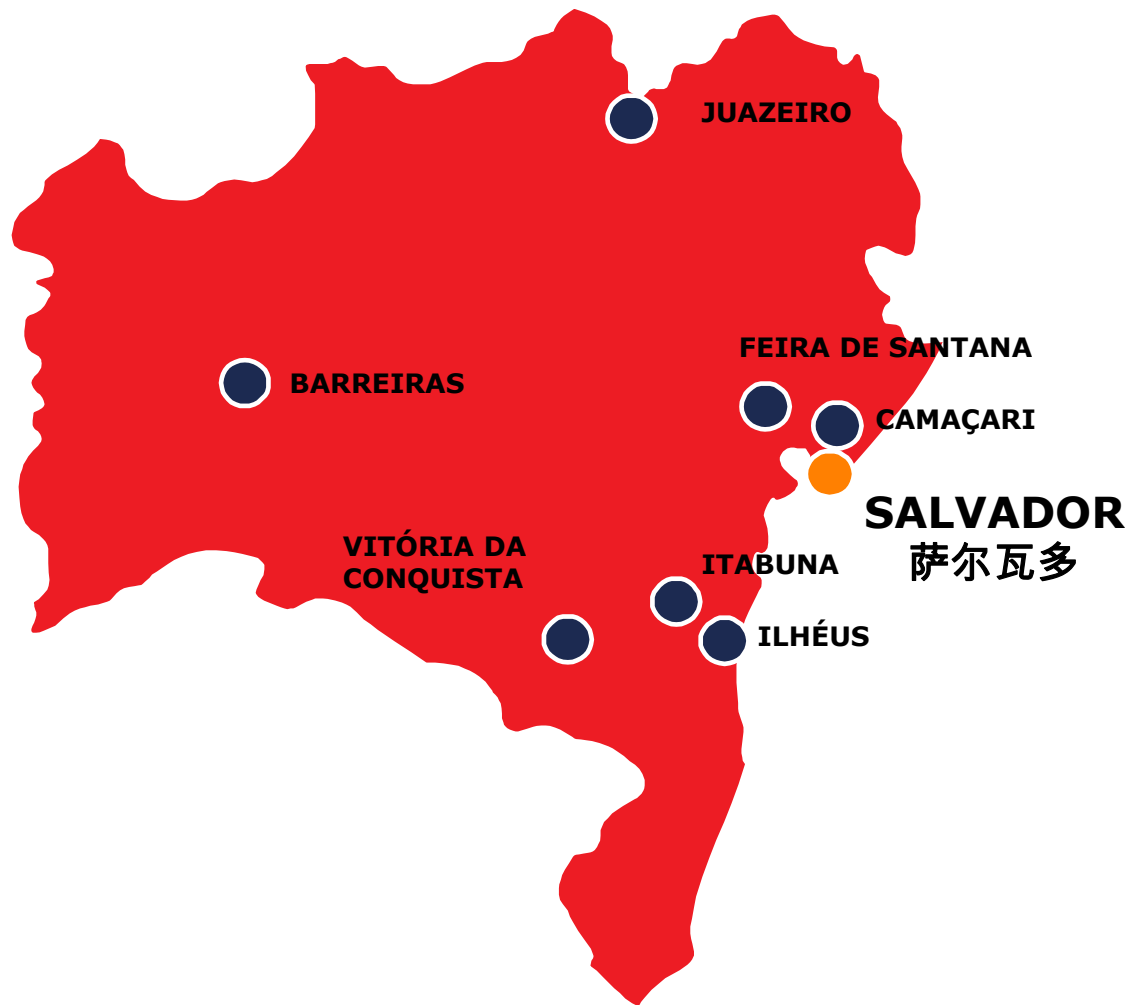 JUAZEIRO
FEIRA DE SANTANA
BARREIRAS
CAMAÇARI
SALVADOR
萨尔瓦多
VITÓRIA DA
CONQUISTA
ITABUNA
ILHÉUS